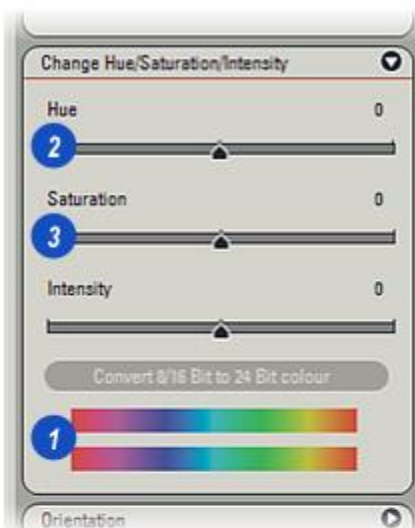 Change Hue/Saturation/Intensity
Hue 0
2
Saturation 0
3
Intensity 0
Convert 8/16 Bit to 24 Bit colour
1
Orientation